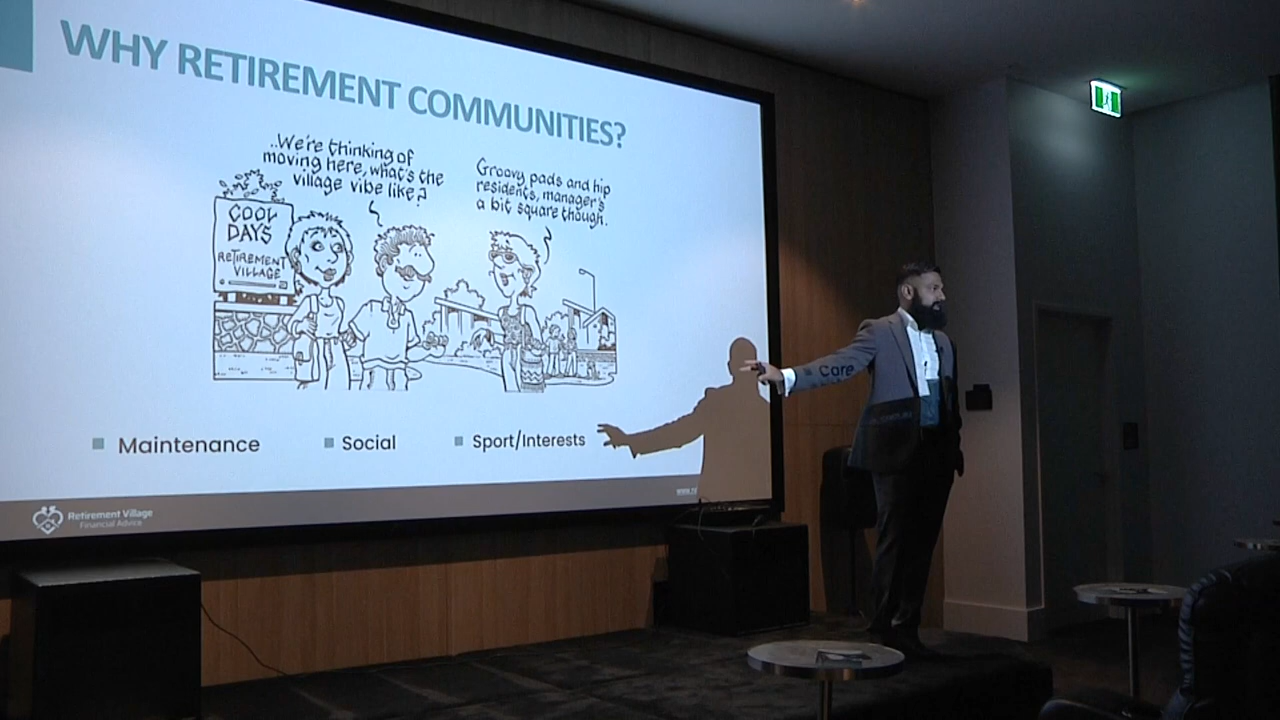 WHY RETIREMENT COMMUNITIES?
..We're thinking of
moving here, what's the
village vibe like?
Groovy pads and hip
residents, manager's
a bit square though.
COOL
DAYS
RETIREMENT
VILLAGE
Maintenance
Social
Sport/Interests
Care
Retirement Village
Financial Advice